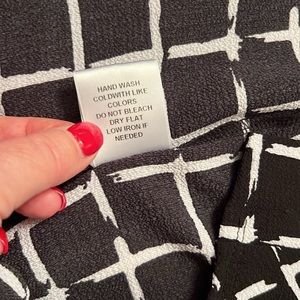 HAND WASH
COLDWITH LIKE
COLORS
DO NOT BLEACH
DRY FLAT
LOW IRON IF
NEEDED